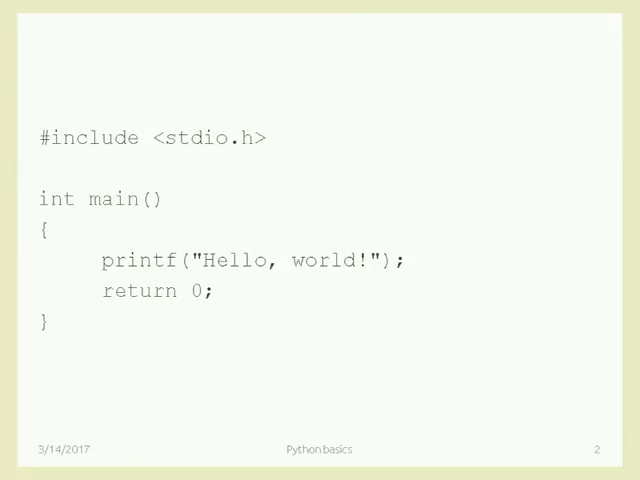 #include <stdio.h>
int main()
{
printf("Hello, world!");
return 0;
}
3/14/2017 Python basics 2